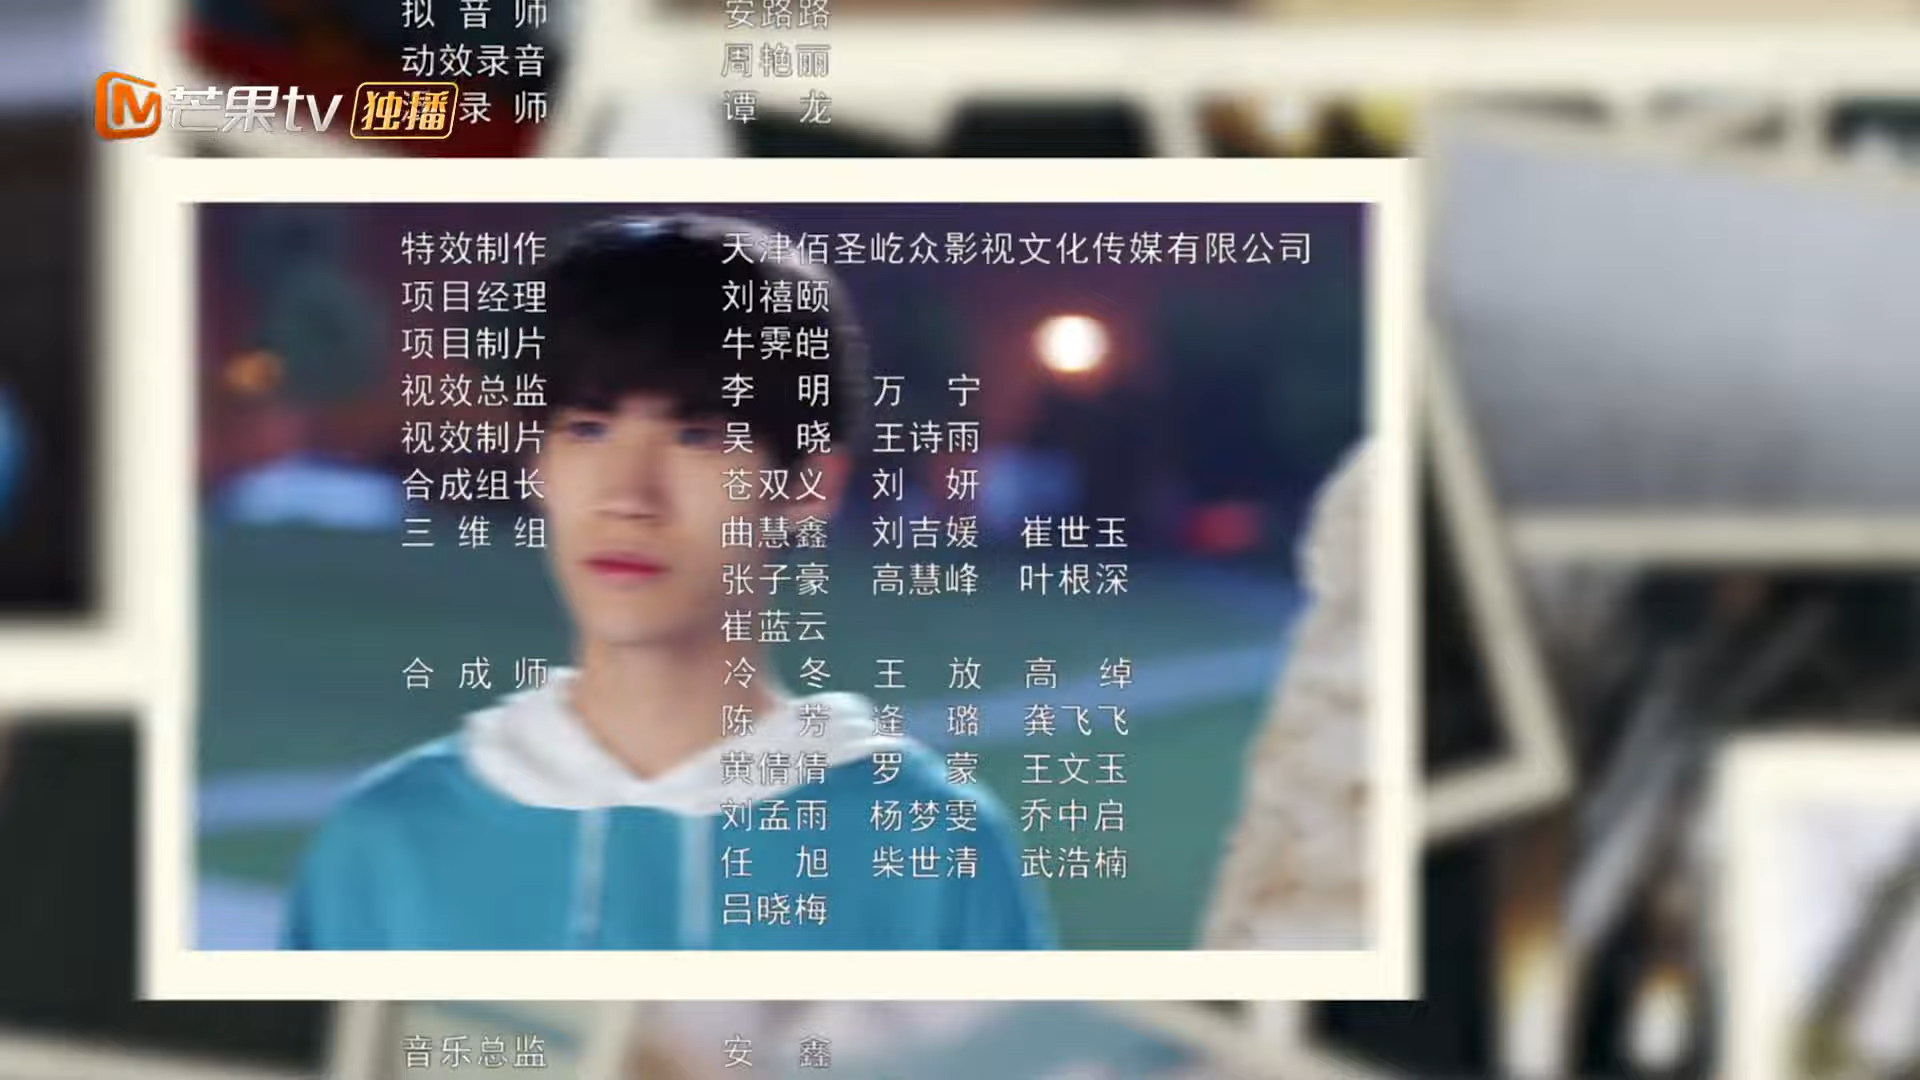 拟音师 安路路
动效录音 周艳丽
芒果tv 独播
录师 谭龙
特效制作 天津佰圣屹众影视文化传媒有限公司
项目经理 刘禧颐
项目制片 牛霁皑
视效总监 李明 万宁
视效制片 吴晓 王诗雨
合成组长 苍双义 刘妍
三维组 曲慧鑫 刘吉媛 崔世玉
张子豪 高慧峰 叶根深
崔蓝云
合成师 冷冬 王放 高绰
陈芳 逄璐 龚飞飞
黄倩倩 罗蒙 王文玉
刘孟雨 杨梦雯 乔中启
任旭 柴世清 武浩楠
吕晓梅
音乐总监 安鑫